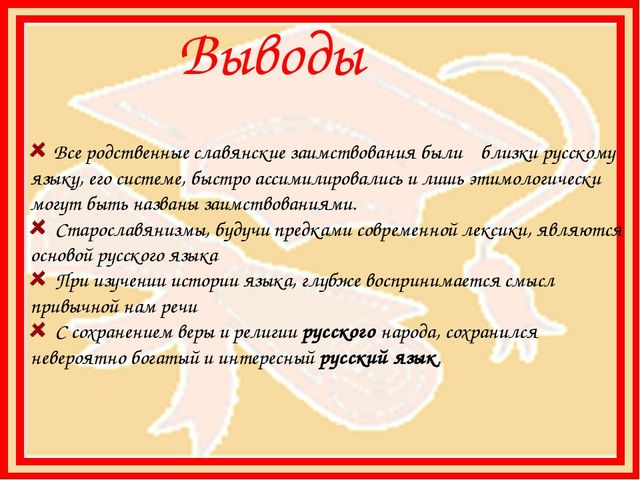 Выводы
Все родственные славянские заимствования были близки русскому
языку, его системе, быстро ассимилировались и лишь этимологически
могут быть названы заимствованиями.
Старославянизмы, будучи предками современной лексики, являются
основой русского языка
При изучении истории языка, глубже воспринимается смысл
привычной нам речи
С сохранением веры и религии русского народа, сохранился
невероятно богатый и интересный русский язык.